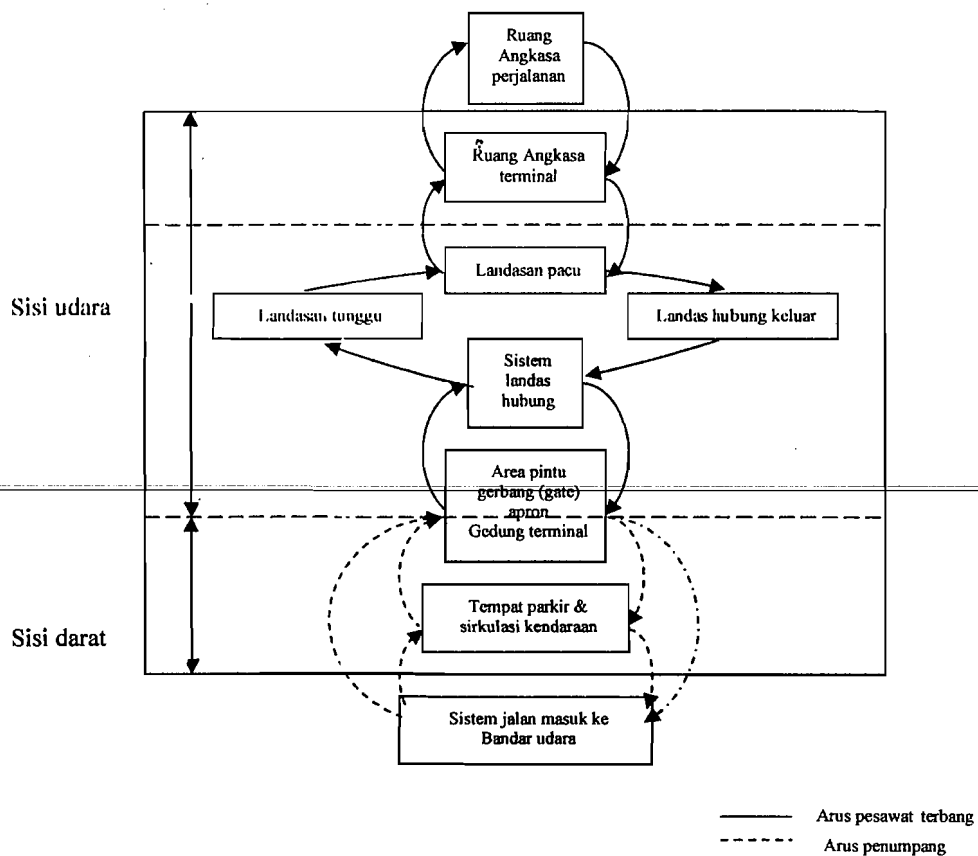 Ruang
Angkasa
perjalanan
Ruang Angkasa
terminal
Landasan pacu
Sisi udara
Landasan tunggu
Landas hubung keluar
Sistem
landas
hubung
Area pintu
gerbang (gate)
apron
Gedung terminal
Tempat parkir &
sirkulasi kendaraan
Sisi darat
Sistem jalan masuk ke
Bandar udara
Arus pesawat terbang
Arus penumpang